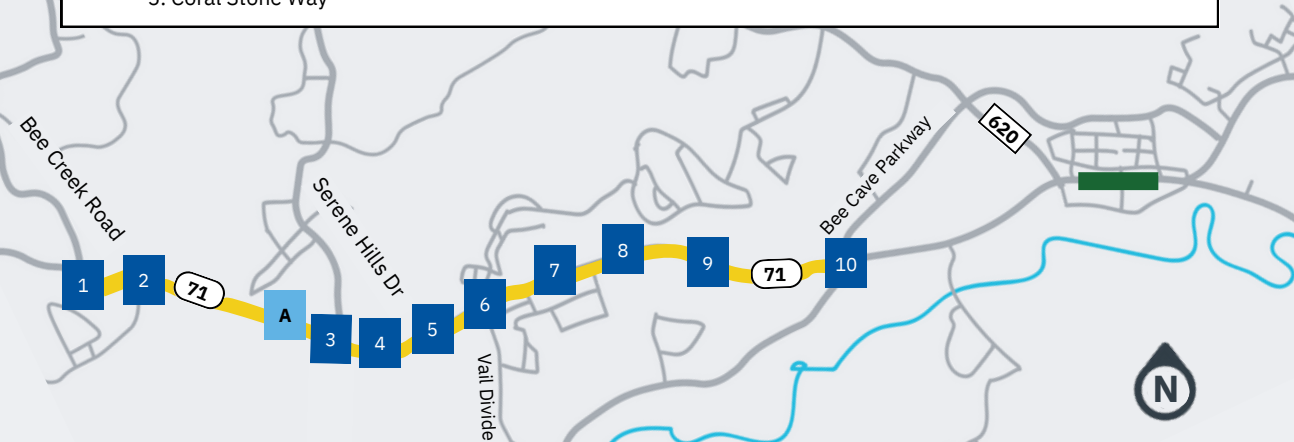 5. Coral Stone Way
Bee Creek Road
Serene Hills Dr
Vail Divide
Bee Cave Parkway
620
71
71
1
2
A
3
4
5
6
7
8
9
10
N